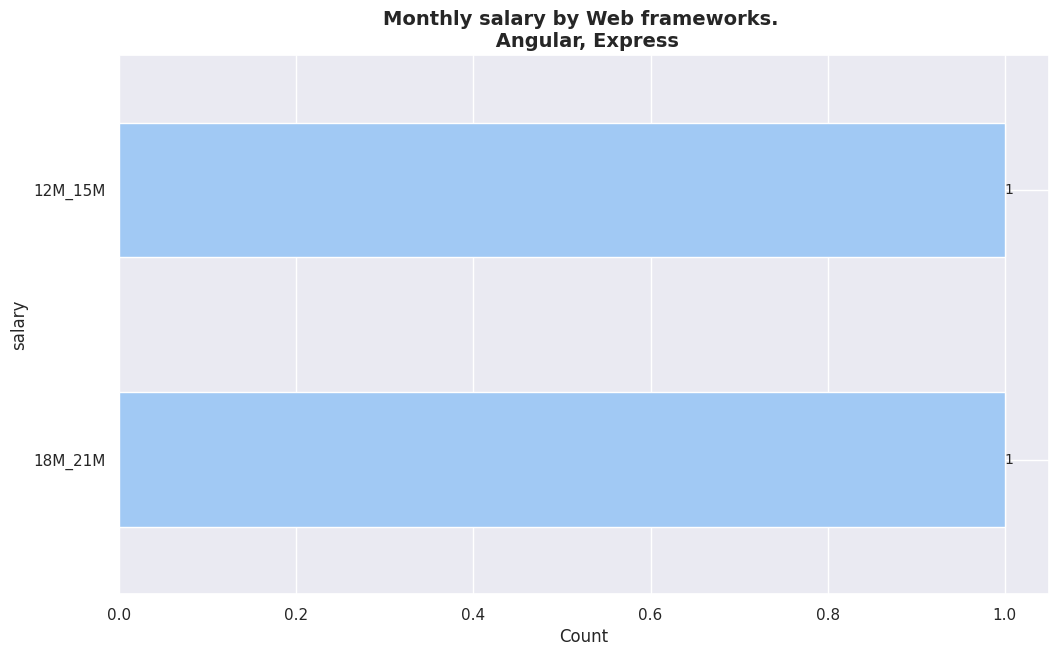 Monthly salary by Web frameworks.
Angular, Express
12M_15M
1
salary
18M_21M
1
0.0 0.2 0.4 0.6 0.8 1.0
Count